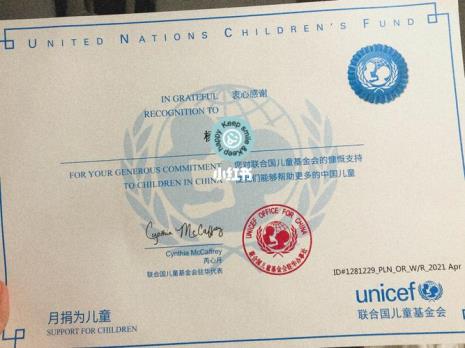 UNITED NATIONS CHILDREN'S FUND
IN GRATEFUL 衷心感谢
RECOGNITION TO
Keep smile & Keep happy
FOR YOUR GENEROUS COMMITMENT 您对联合国儿童基金会的慷慨支持
TO CHILDREN IN CHINA 们能够帮助更多的中国儿童
小红书
Cynthia McCaffrey
UNICEF OFFICE FOR CHINA
联合国儿童基金会驻华办事处
Cynthia McCaffrey
芮心月
联合国儿童基金会驻华代表
ID#1281229_PLN_OR_W/R_2021 Apr
unicef
联合国儿童基金会
月捐为儿童
SUPPORT FOR CHILDREN